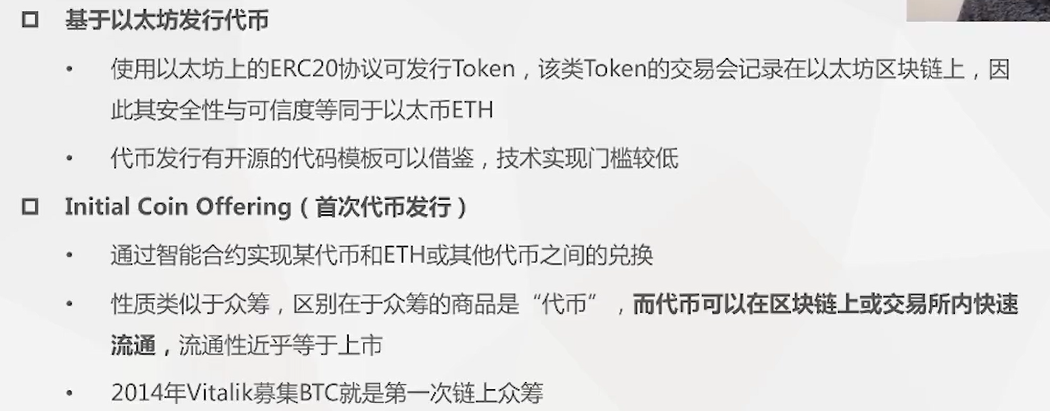 基于以太坊发行代币
使用以太坊上的ERC20协议可发行Token，该类Token的交易会记录在以太坊区块链上，因
此其安全性与可信度等同于以太币ETH
代币发行有开源的代码模板可以借鉴，技术实现门槛较低
Initial Coin Offering（首次代币发行）
通过智能合约实现某代币和ETH或其他代币之间的兑换
性质类似于众筹，区别在于众筹的商品是“代币”，而代币可以在区块链上或交易所内快速
流通，流通性近乎等于上市
2014年Vitalik募集BTC就是第一次链上众筹